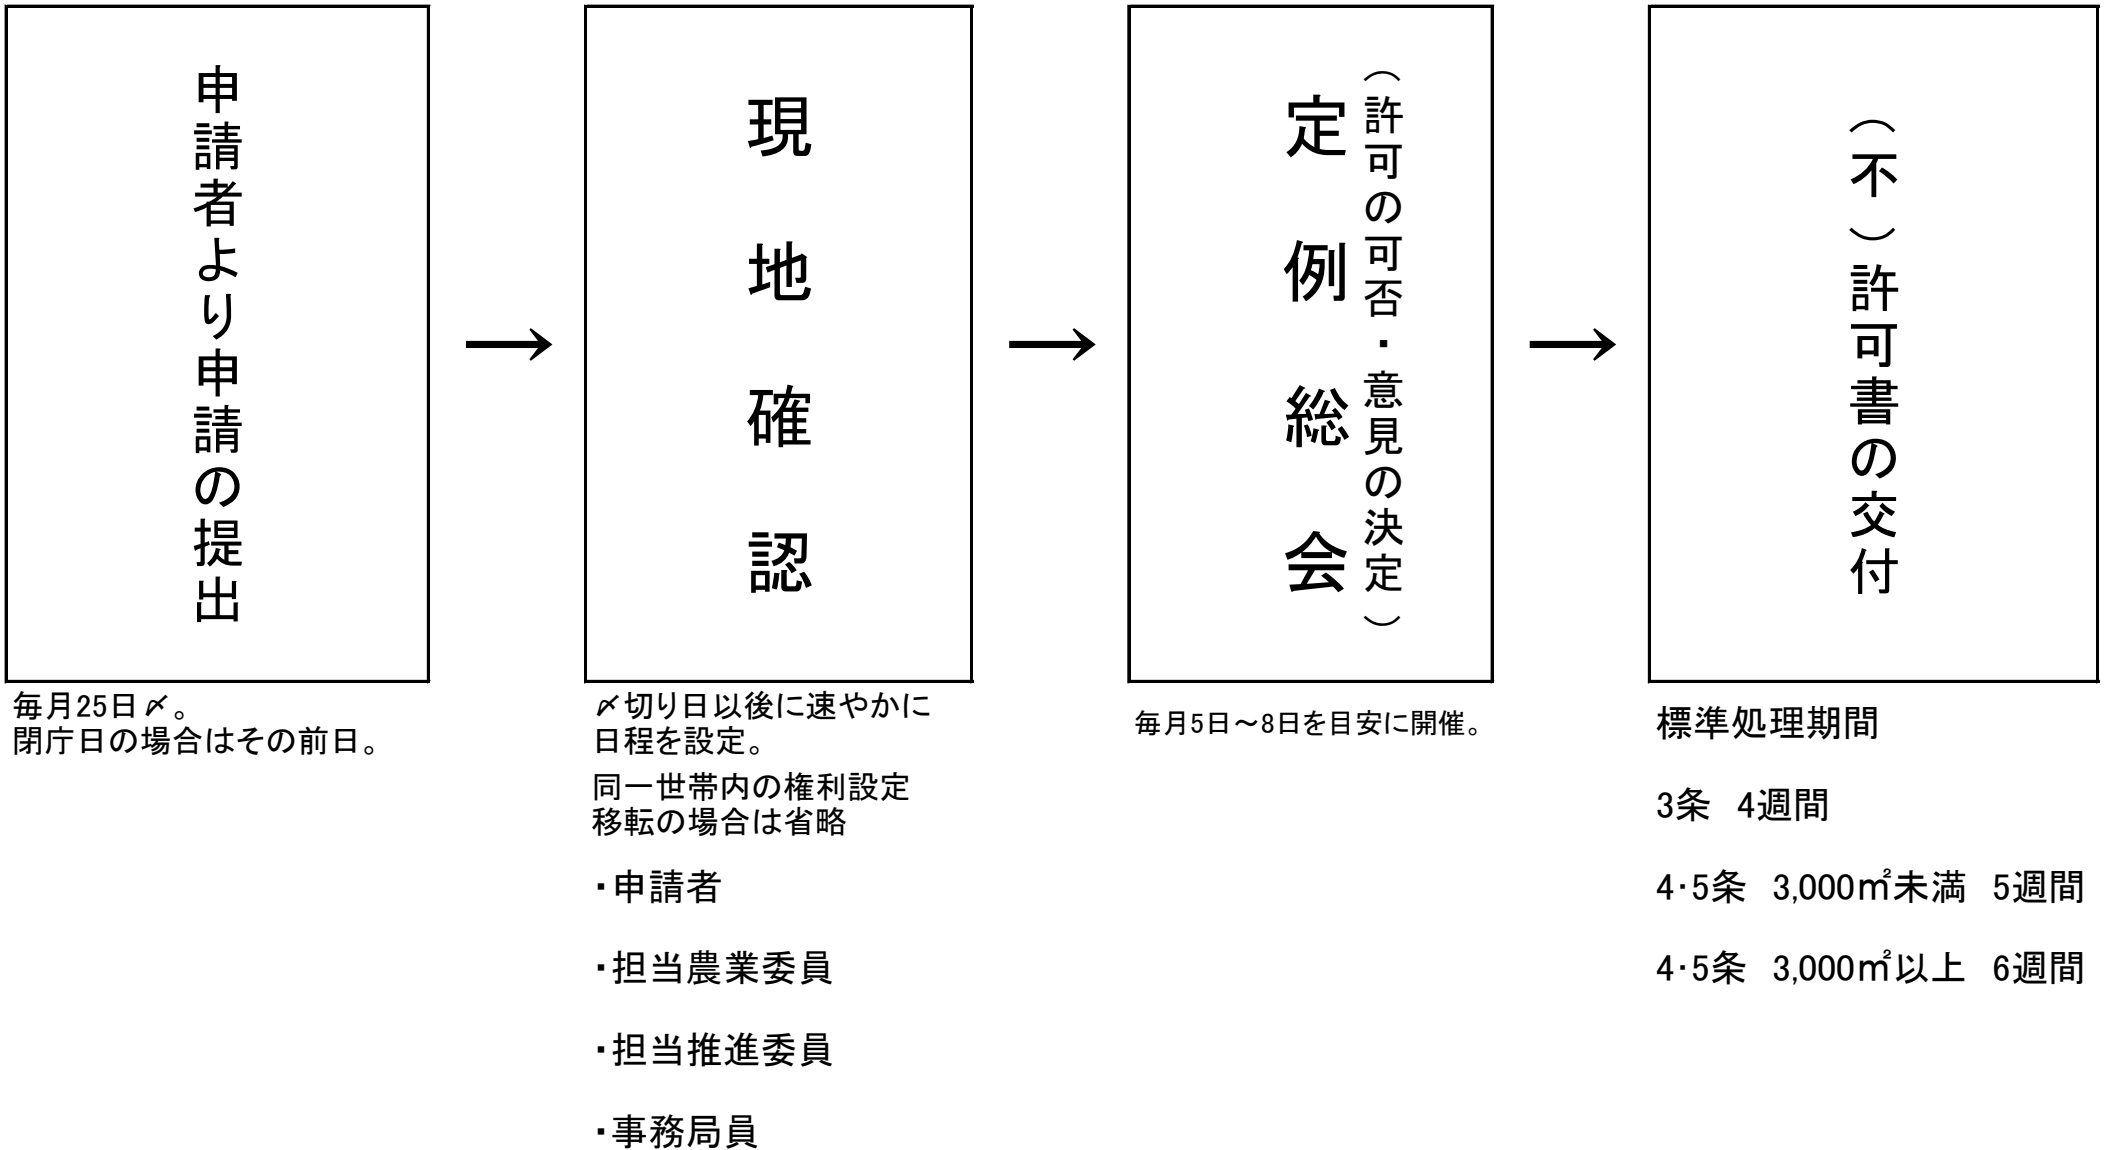 申請者より申請の提出
→
現地確認
→
（許可の可否・意見の決定）
定例総会
→
（不）許可書の交付
毎月25日〆。
閉庁日の場合はその前日。
〆切り日以後に速やかに
日程を設定。
同一世帯内の権利設定
移転の場合は省略
・申請者
・担当農業委員
・担当推進委員
・事務局員
毎月5日～8日を目安に開催。
標準処理期間
3条　4週間
4・5条　3,000㎡未満　5週間
4・5条　3,000㎡以上　6週間